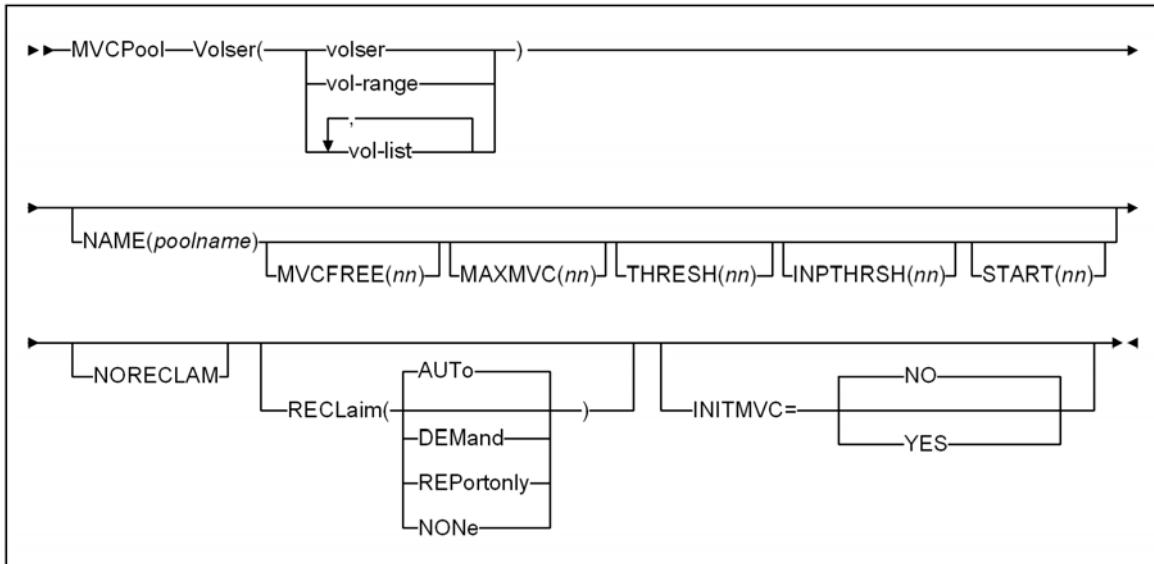 MVCPool Volser( volser )
vol-range
,
vol-list
NAME(poolname)
MVCFREE(nn) MAXMVC(nn) THRESH(nn) INPTHRSH(nn) START(nn)
NORECLAM
AUTo
RECLaim( )
DEMand
REPortonly
NONe
NO
INITMVC=
YES